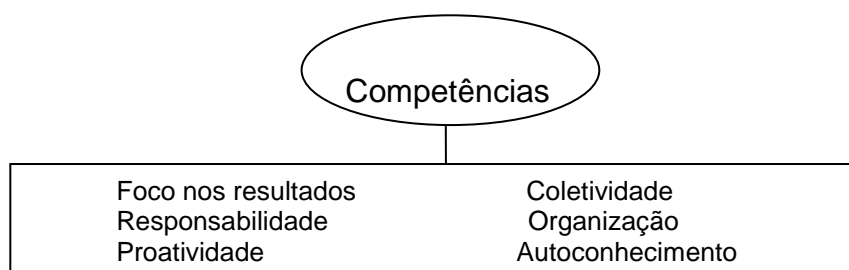 Competências
Foco nos resultados Coletividade
Responsabilidade Organização
Proatividade Autoconhecimento